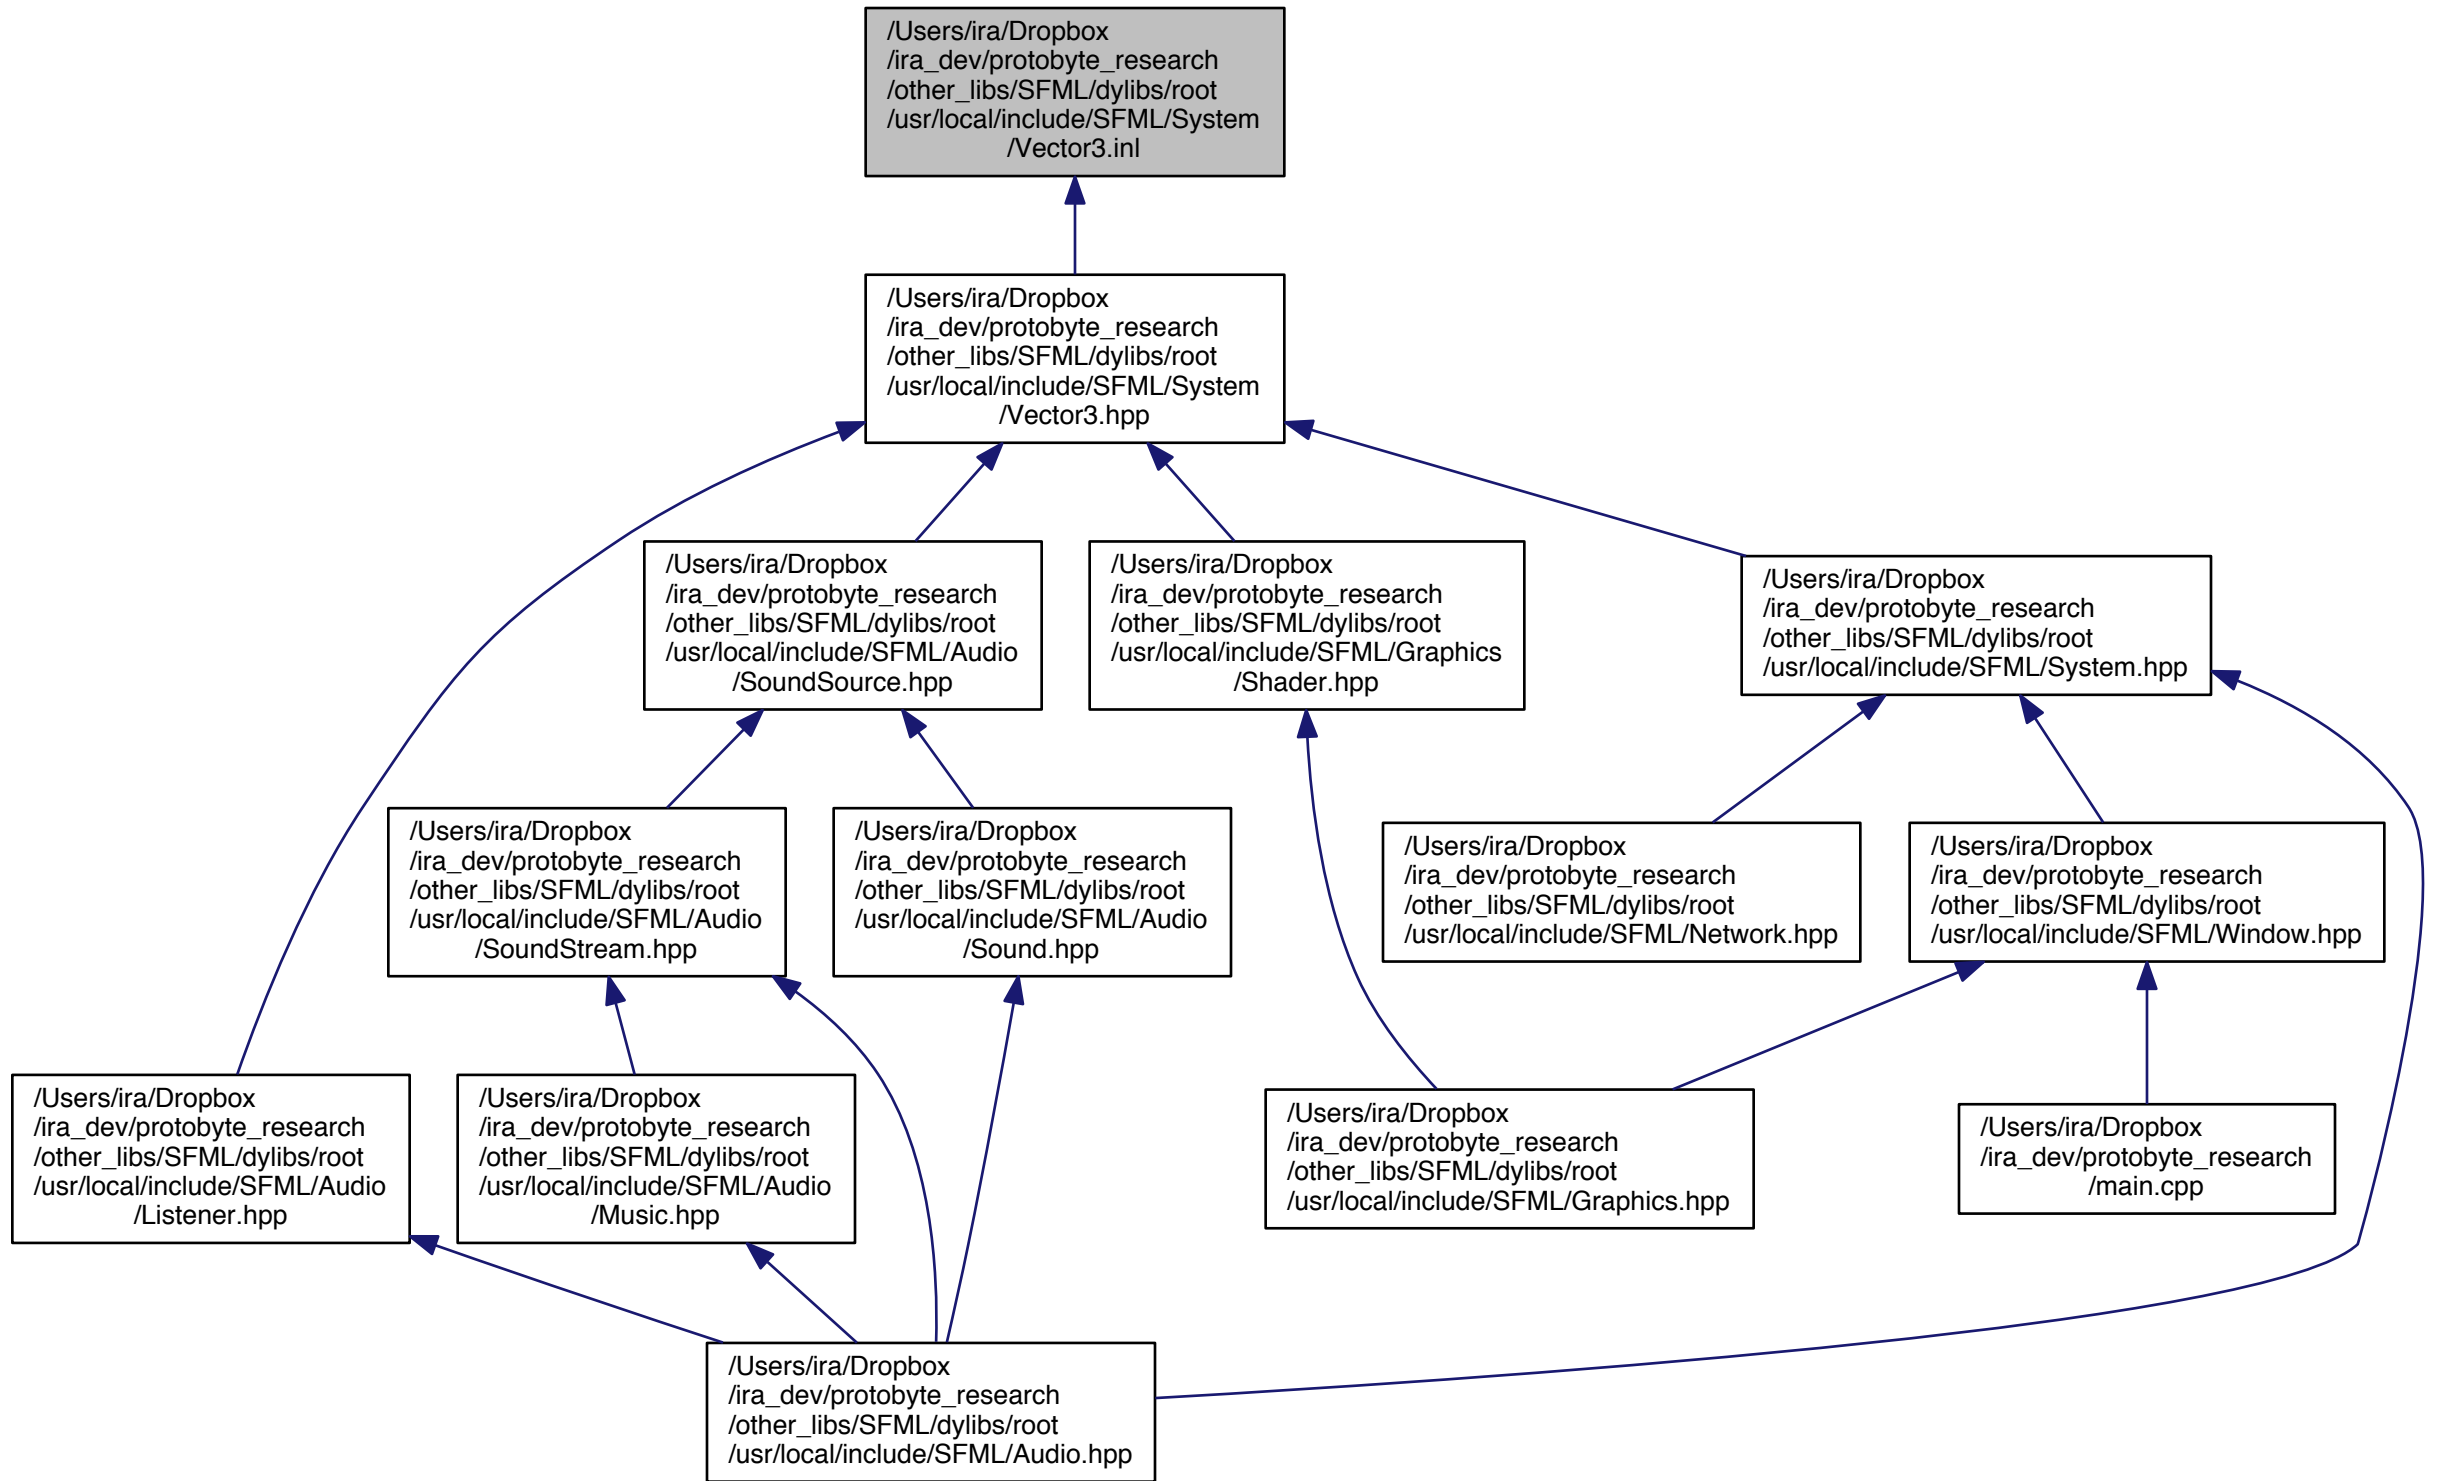 /Users/ira/Dropbox
/ira_dev/protobyte_research
/other_libs/SFML/dylibs/root
/usr/local/include/SFML/System
/Vector3.inl
/Users/ira/Dropbox
/ira_dev/protobyte_research
/other_libs/SFML/dylibs/root
/usr/local/include/SFML/System
/Vector3.hpp
/Users/ira/Dropbox
/ira_dev/protobyte_research
/other_libs/SFML/dylibs/root
/usr/local/include/SFML/Audio
/SoundSource.hpp
/Users/ira/Dropbox
/ira_dev/protobyte_research
/other_libs/SFML/dylibs/root
/usr/local/include/SFML/Graphics
/Shader.hpp
/Users/ira/Dropbox
/ira_dev/protobyte_research
/other_libs/SFML/dylibs/root
/usr/local/include/SFML/System.hpp
/Users/ira/Dropbox
/ira_dev/protobyte_research
/other_libs/SFML/dylibs/root
/usr/local/include/SFML/Audio
/SoundStream.hpp
/Users/ira/Dropbox
/ira_dev/protobyte_research
/other_libs/SFML/dylibs/root
/usr/local/include/SFML/Audio
/Sound.hpp
/Users/ira/Dropbox
/ira_dev/protobyte_research
/other_libs/SFML/dylibs/root
/usr/local/include/SFML/Network.hpp
/Users/ira/Dropbox
/ira_dev/protobyte_research
/other_libs/SFML/dylibs/root
/usr/local/include/SFML/Window.hpp
/Users/ira/Dropbox
/ira_dev/protobyte_research
/other_libs/SFML/dylibs/root
/usr/local/include/SFML/Audio
/Listener.hpp
/Users/ira/Dropbox
/ira_dev/protobyte_research
/other_libs/SFML/dylibs/root
/usr/local/include/SFML/Audio
/Music.hpp
/Users/ira/Dropbox
/ira_dev/protobyte_research
/other_libs/SFML/dylibs/root
/usr/local/include/SFML/Graphics.hpp
/Users/ira/Dropbox
/ira_dev/protobyte_research
/main.cpp
/Users/ira/Dropbox
/ira_dev/protobyte_research
/other_libs/SFML/dylibs/root
/usr/local/include/SFML/Audio.hpp